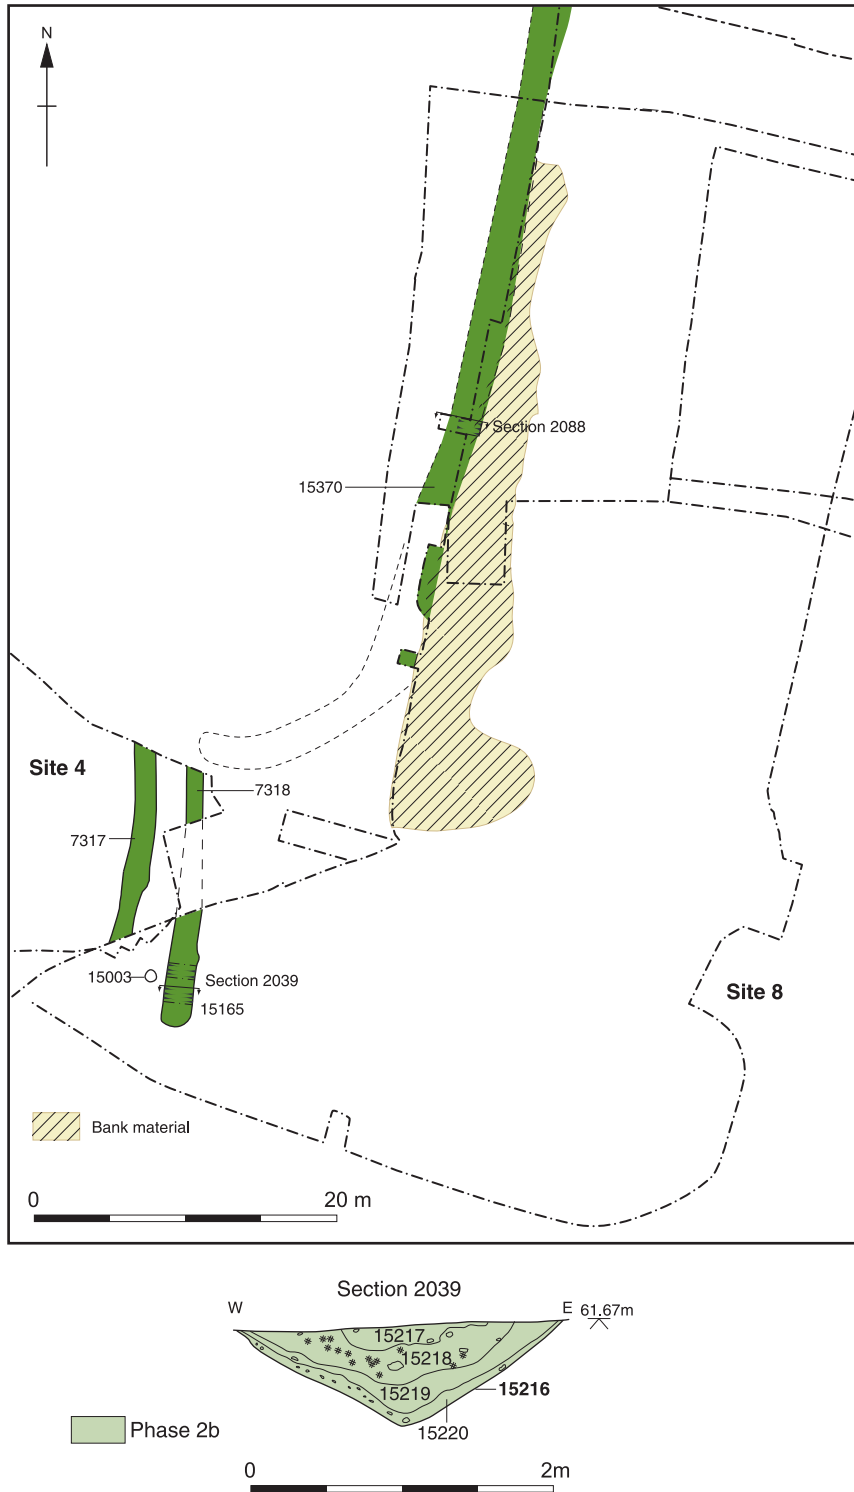 N
Section 2088
15370
Site 4
7318
7317
15003
Section 2039
15165
Site 8
Bank material
0 20 m
Section 2039
W E 61.67m
15217
15218
15219
15216
15220
Phase 2b
0 2m